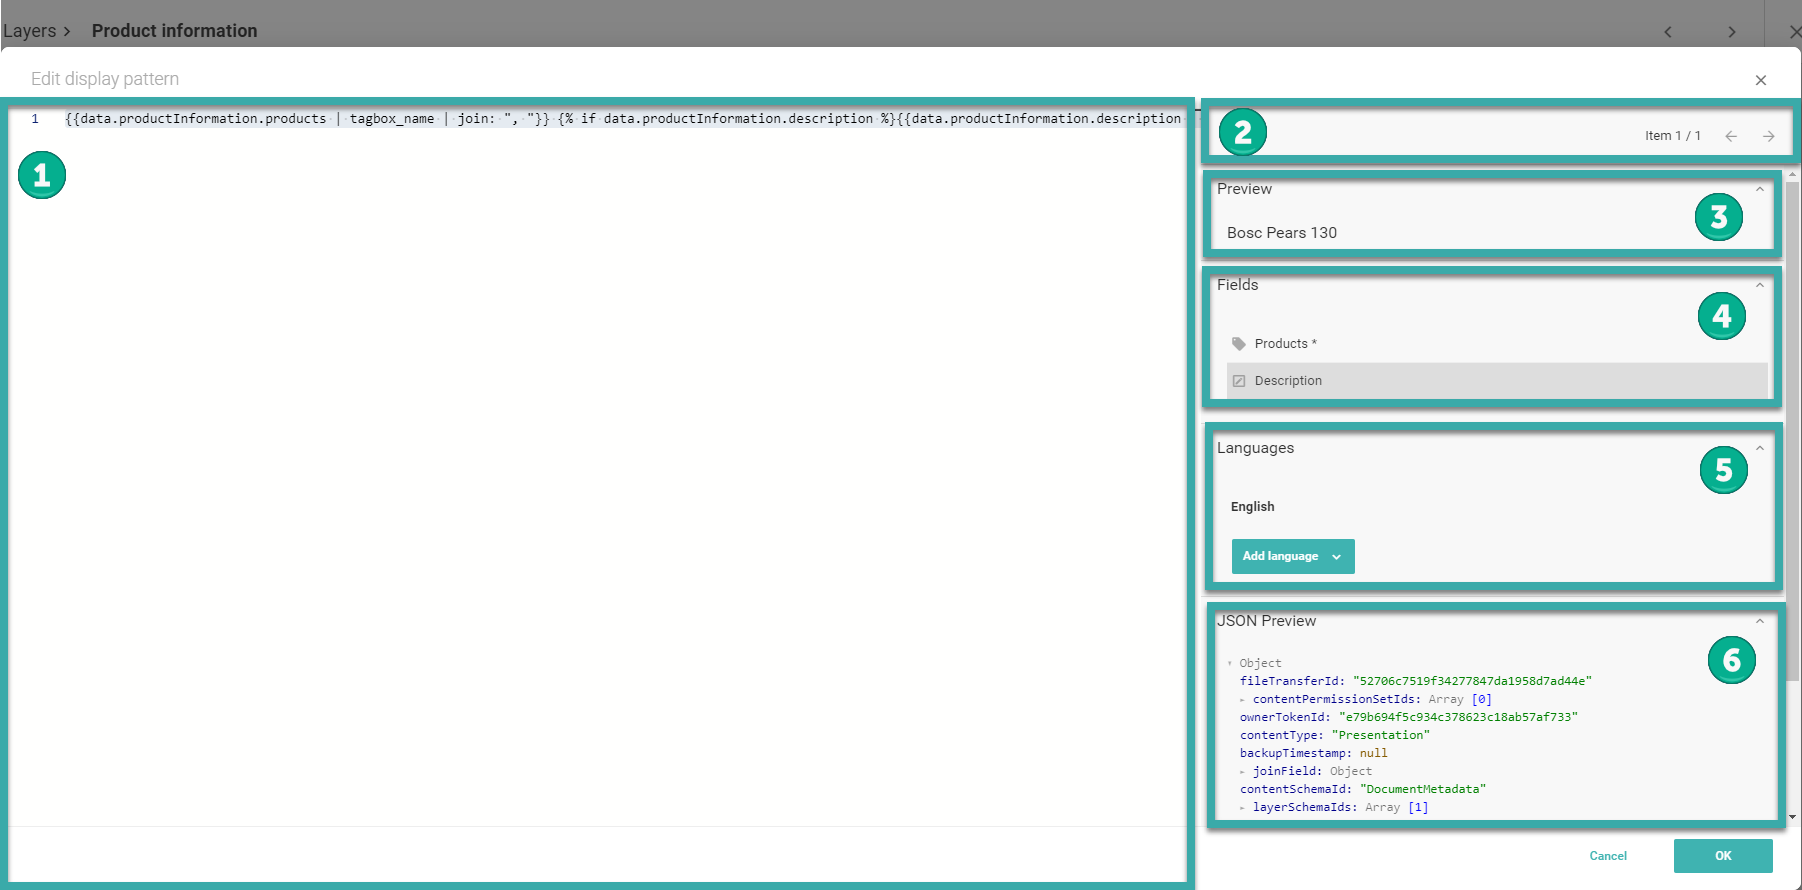 Layers > Product information
Edit display pattern
1 {{data.productInformation.products | tagbox_name | join: ", "}} {% if data.productInformation.description %}{{data.productInformation.description
1
2
Item 1 / 1
Preview
3
Bosc Pears 130
Fields
4
Products *
Description
Languages
5
English
Add language
JSON Preview
6
Object
fileTransferId: "52706c7519f34277847da1958d7ad44e"
contentPermissionSetIds: Array [0]
ownerTokenId: "e79b694f5c934c378623c18ab57af733"
contentType: "Presentation"
backupTimestamp: null
joinField: Object
contentSchemaId: "DocumentMetadata"
layerSchemaIds: Array [1]
Cancel
OK